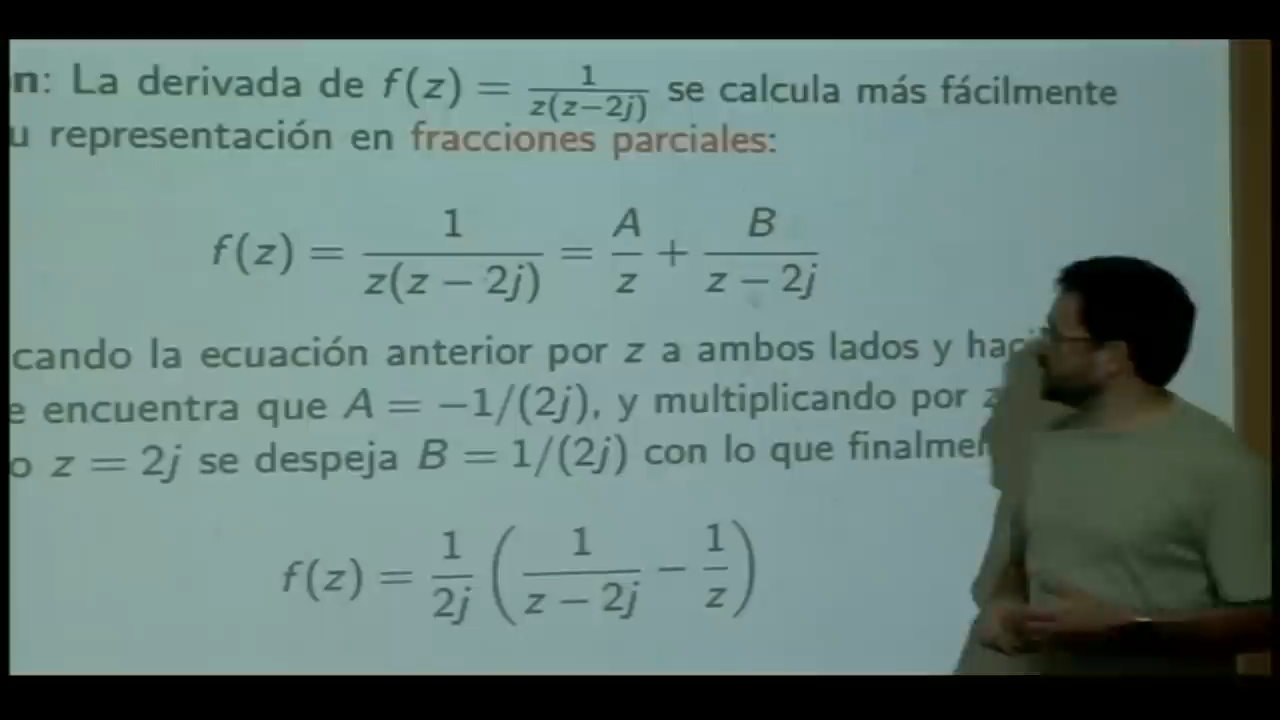 n: La derivada de f(z) = 1/(z(z−2j)) se calcula más fácilmente
u representación en fracciones parciales:
f(z) = 1/(z(z − 2j)) = A/z + B/(z − 2j)
cando la ecuación anterior por z a ambos lados y hac
e encuentra que A = −1/(2j), y multiplicando por z
o z = 2j se despeja B = 1/(2j) con lo que finalmen
f(z) = 1/2j (1/(z − 2j) − 1/z)